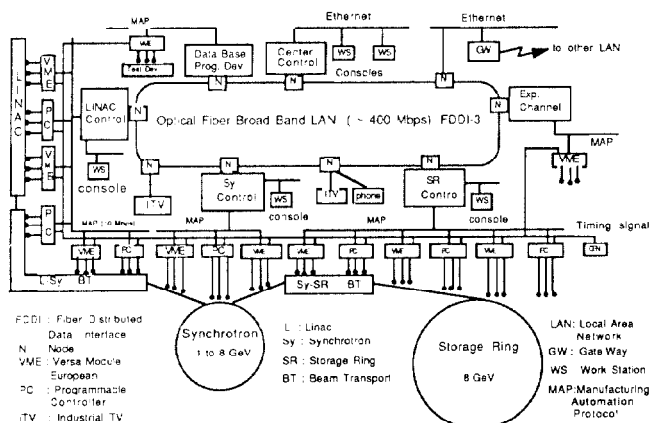 MAP
Ethernet
Ethernet
VME
Test Dev
Data Base
Prog. Dev
Center
Control
WS
WS
Consoles
GW
to other LAN
LINAC
VME
PC
VME
PC
LINAC
Control
WS
console
N
N
N
N
N
N
N
N
N
N
Optical Fiber Broad Band LAN ( ~ 400 Mbps) FDDI-3
Exp.
Channel
MAP
VME
ITV
Sy
Control
WS
console
ITV
phone
SR
Contro
WS
console
MAP
MAP
Timing signal
VME
PC
VME
PC
VME
VME
PC
VME
PC
VME
PC
L-Sy BT
Sy-SR BT
Synchrotron
1 to 8 GeV
Storage Ring
8 GeV
FDDI : Fiber Distributed
Data Interface
N Node
VME : Versa Module
European
PC : Programmable
Controller
ITV : Industrial TV
L : Linac
Sy : Synchrotron
SR : Storage Ring
BT : Beam Transport
LAN: Local Area
Network
GW : Gate Way
WS : Work Station
MAP:Manufacturing
Automation
Protocol